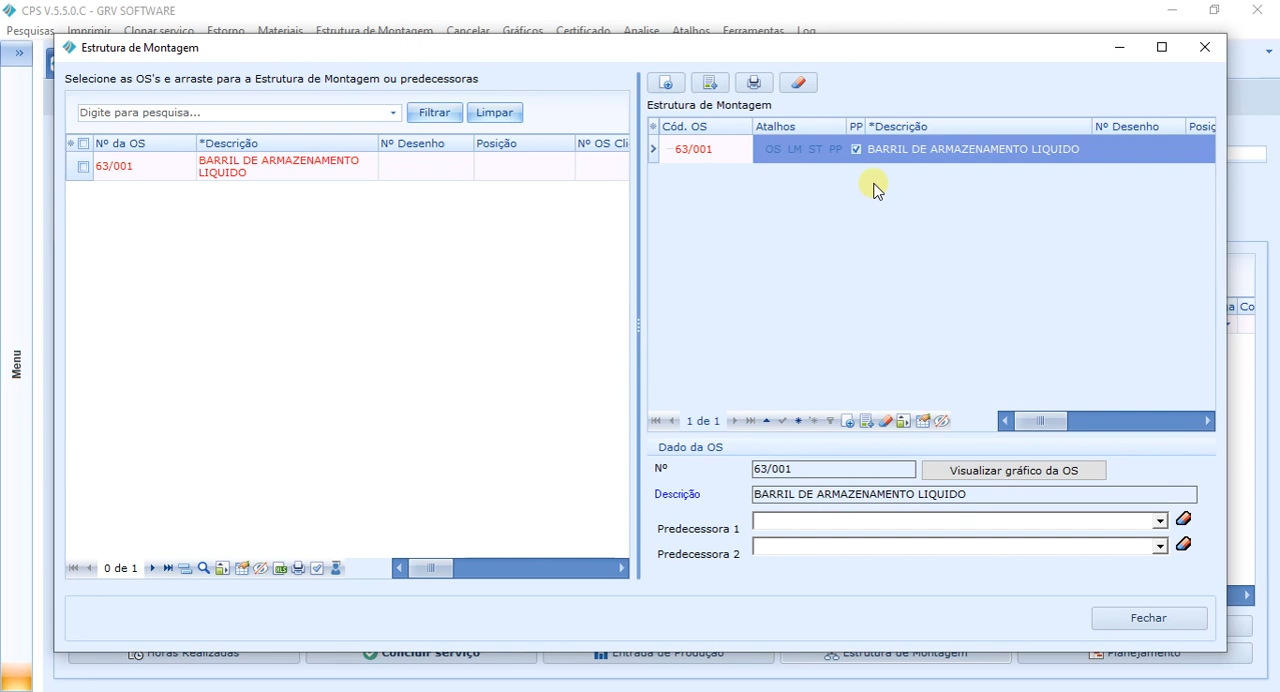 CPS V.5.5.0.C - GRV SOFTWARE
Pesquisas Imprimir Clonar serviço Estorno Materiais Estrutura de Montagem Cancelar Gráficos Certificado Analise Atalhos Ferramentas Log
Estrutura de Montagem
Selecione as OS's e arraste para a Estrutura de Montagem ou predecessoras
Digite para pesquisa... Filtrar Limpar
Nº da OS *Descrição Nº Desenho Posição Nº OS Cli
63/001 BARRIL DE ARMAZENAMENTO
LIQUIDO
Estrutura de Montagem
Cód. OS Atalhos PP *Descrição Nº Desenho Posiç
63/001 OS LM ST PP BARRIL DE ARMAZENAMENTO LIQUIDO
1 de 1
Dado da OS
Nº 63/001 Visualizar gráfico da OS
Descrição BARRIL DE ARMAZENAMENTO LIQUIDO
Predecessora 1
Predecessora 2
0 de 1
Fechar
Menu
a Co
Horas Realizadas Concluir serviço Entrada de Produção Estrutura de Montagem Planejamento